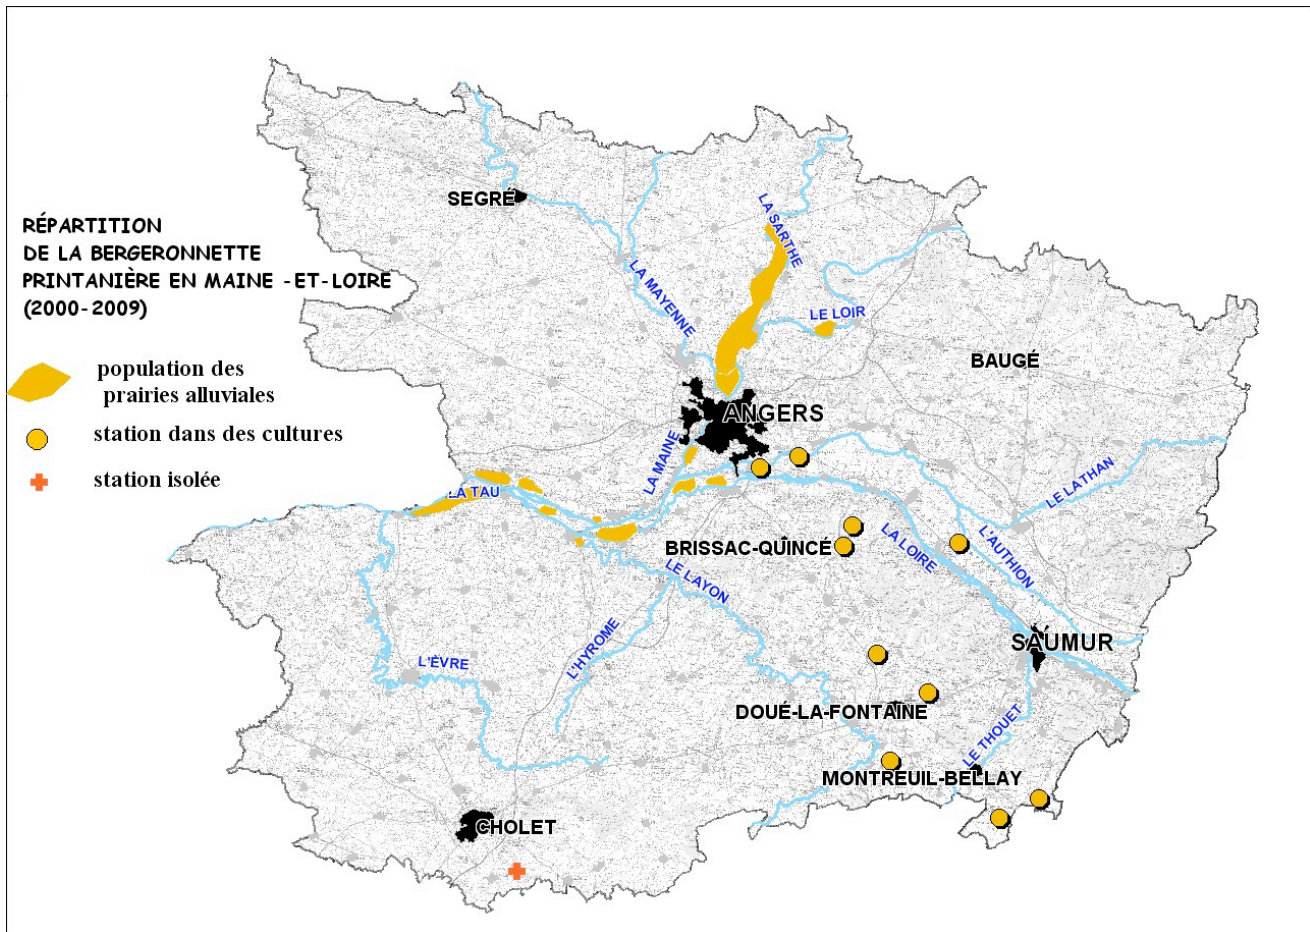 RÉPARTITION
DE LA BERGERONNETTE
PRINTANIÈRE EN MAINE -ET-LOIRE
(2000-2009)
population des
prairies alluviales
station dans des cultures
station isolée
SEGRÉ
LA SARTHE
LA MAYENNE
LE LOIR
BAUGÉ
ANGERS
LA MAINE
LA TAU
LE LATHAN
BRISSAC-QUINCÉ
LA LOIRE
L'AUTHION
LE LAYON
L'HYROME
L'ÈVRE
SAUMUR
DOUÉ-LA-FONTAINE
LE THOUET
MONTREUIL-BELLAY
CHOLET